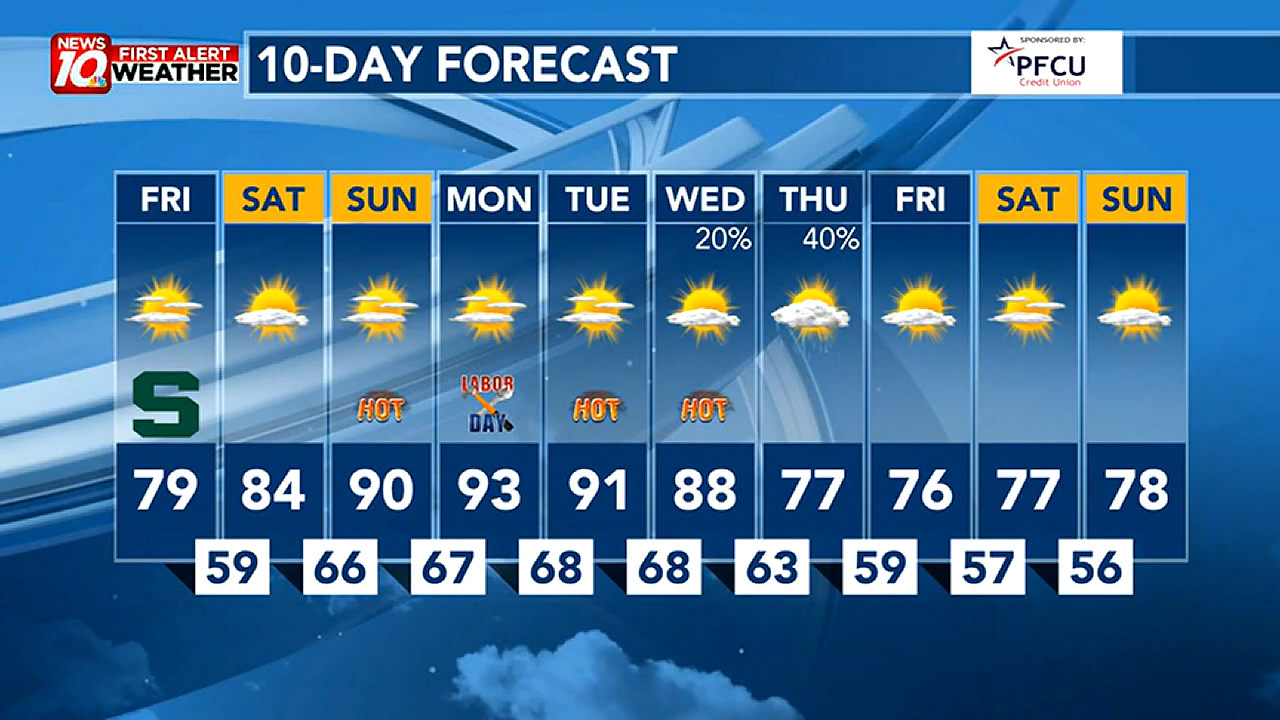 NEWS
10
FIRST ALERT
WEATHER
10-DAY FORECAST
SPONSORED BY:
PFCU
Credit Union
FRI SAT SUN MON TUE WED THU FRI SAT SUN
20% 40%
S
LABOR
DAY
HOT HOT HOT
79 84 90 93 91 88 77 76 77 78
59 66 67 68 68 63 59 57 56